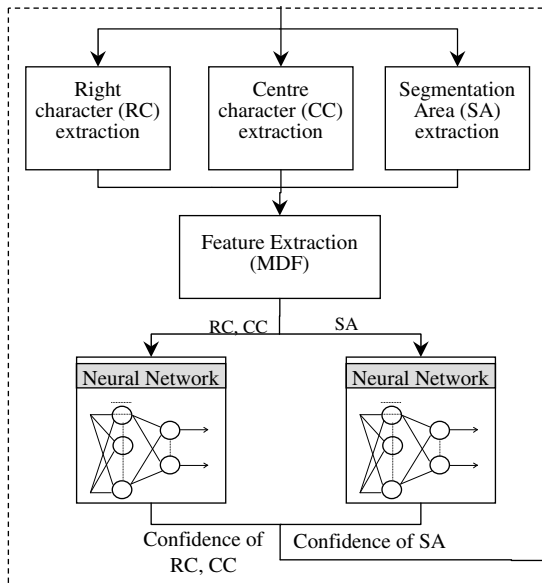 Right
character (RC)
extraction
Centre
character (CC)
extraction
Segmentation
Area (SA)
extraction
Feature Extraction
(MDF)
RC, CC
SA
Neural Network
Neural Network
Confidence of
RC, CC
Confidence of SA